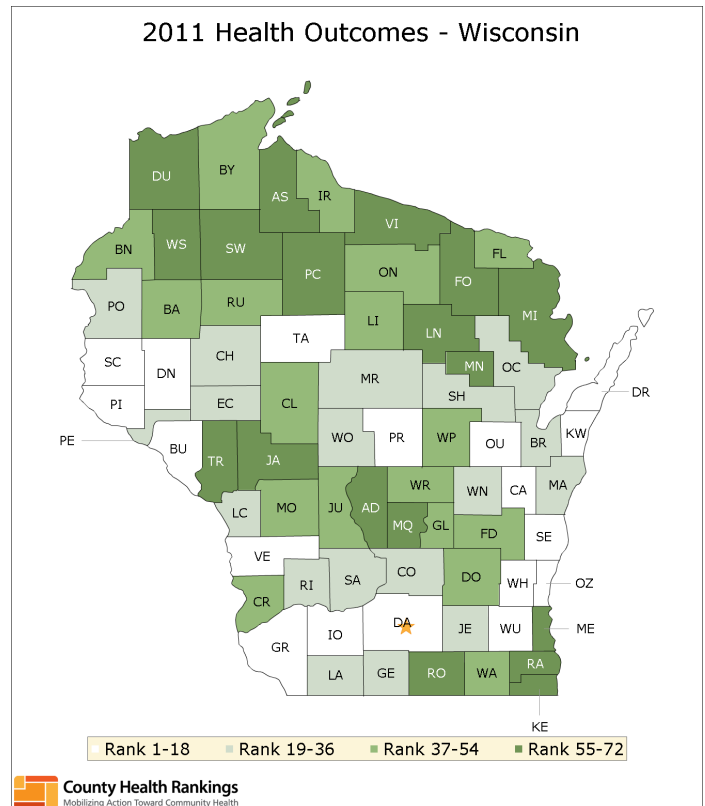 2011 Health Outcomes - Wisconsin
DU
BY
AS
IR
VI
BN
WS
SW
PC
ON
FO
FL
PO
BA
RU
LI
LN
MI
TA
SC
DN
CH
MR
MN
OC
PI
EC
CL
SH
DR
PE
BU
TR
JA
WO
PR
WP
OU
BR
KW
LC
MO
JU
AD
WR
MQ
GL
WN
CA
MA
FD
SE
VE
RI
SA
CO
DO
WH
OZ
CR
GR
IO
DA
JE
WU
ME
LA
GE
RO
WA
RA
KE
Rank 1-18 Rank 19-36 Rank 37-54 Rank 55-72
County Health Rankings
Mobilizing Action Toward Community Health